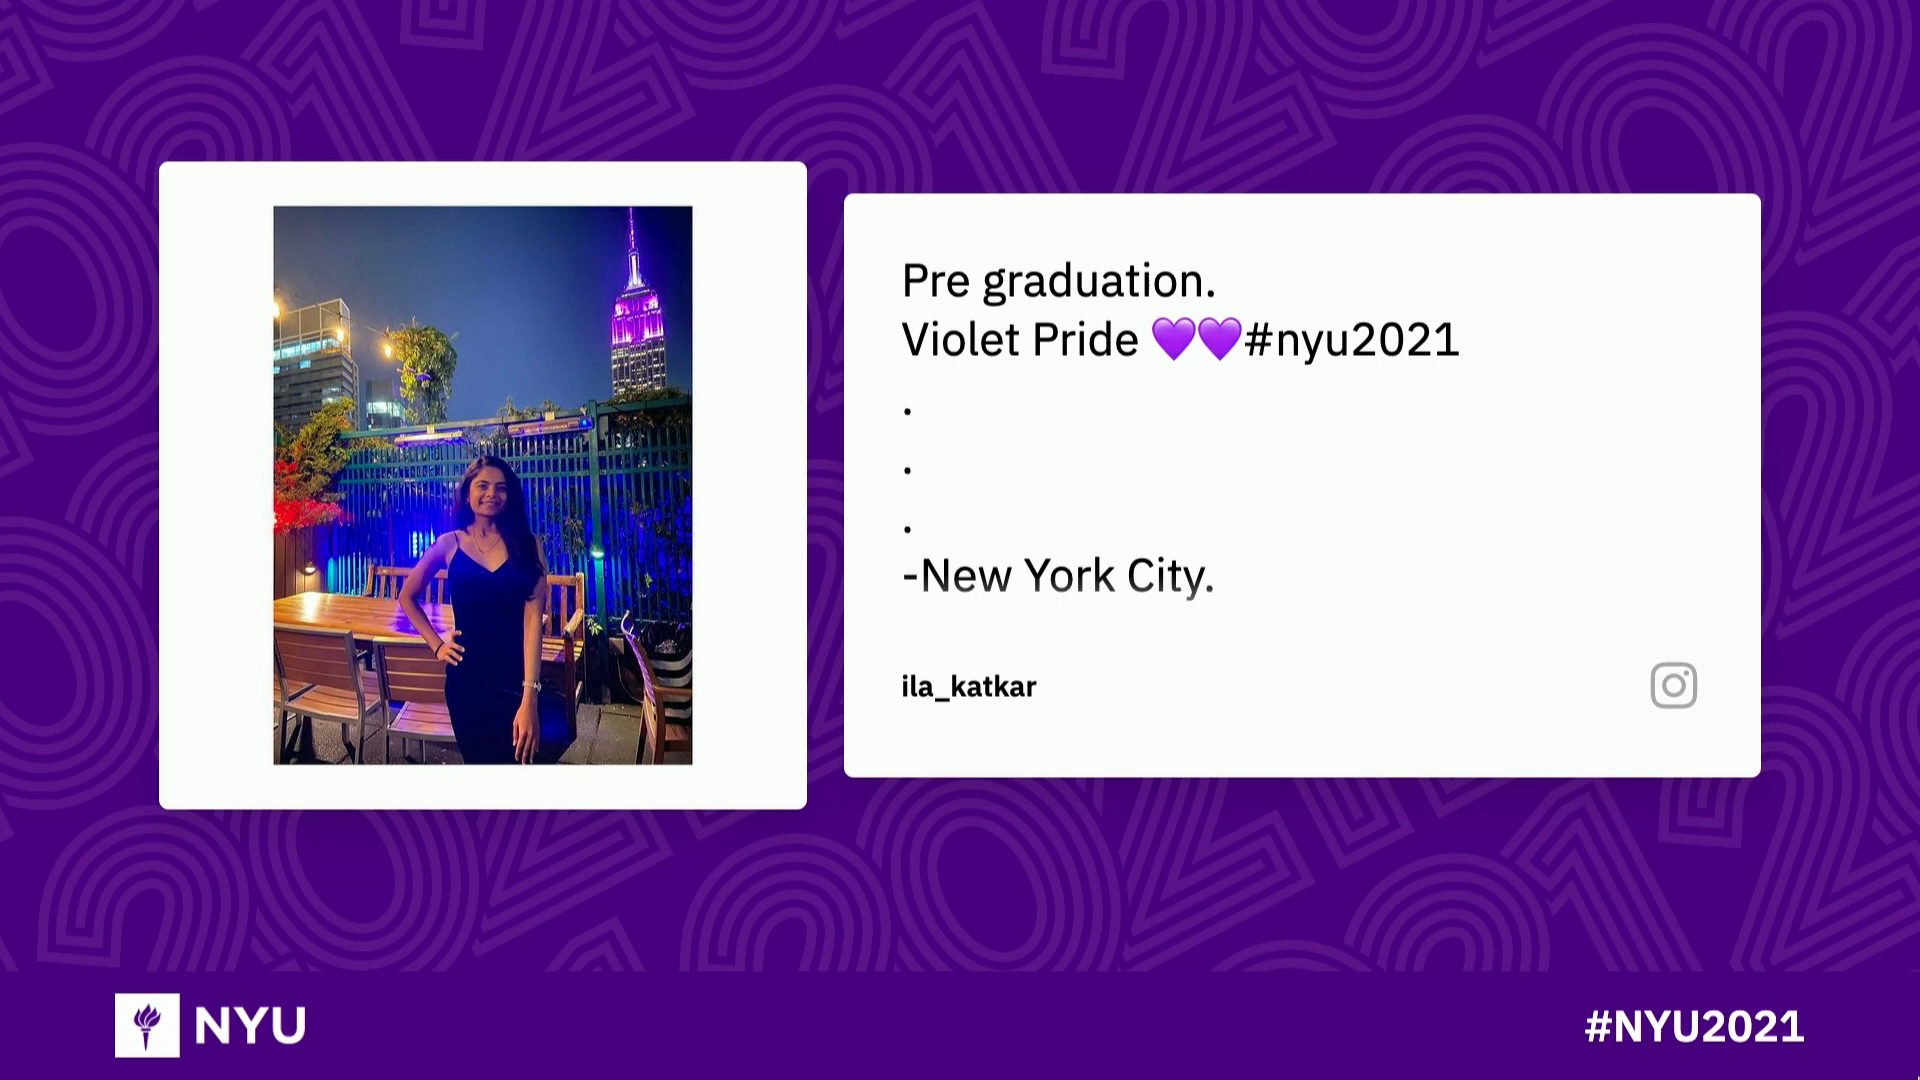 Pre graduation.
Violet Pride 💜💜#nyu2021
.
.
.
-New York City.
ila_katkar
NYU
#NYU2021